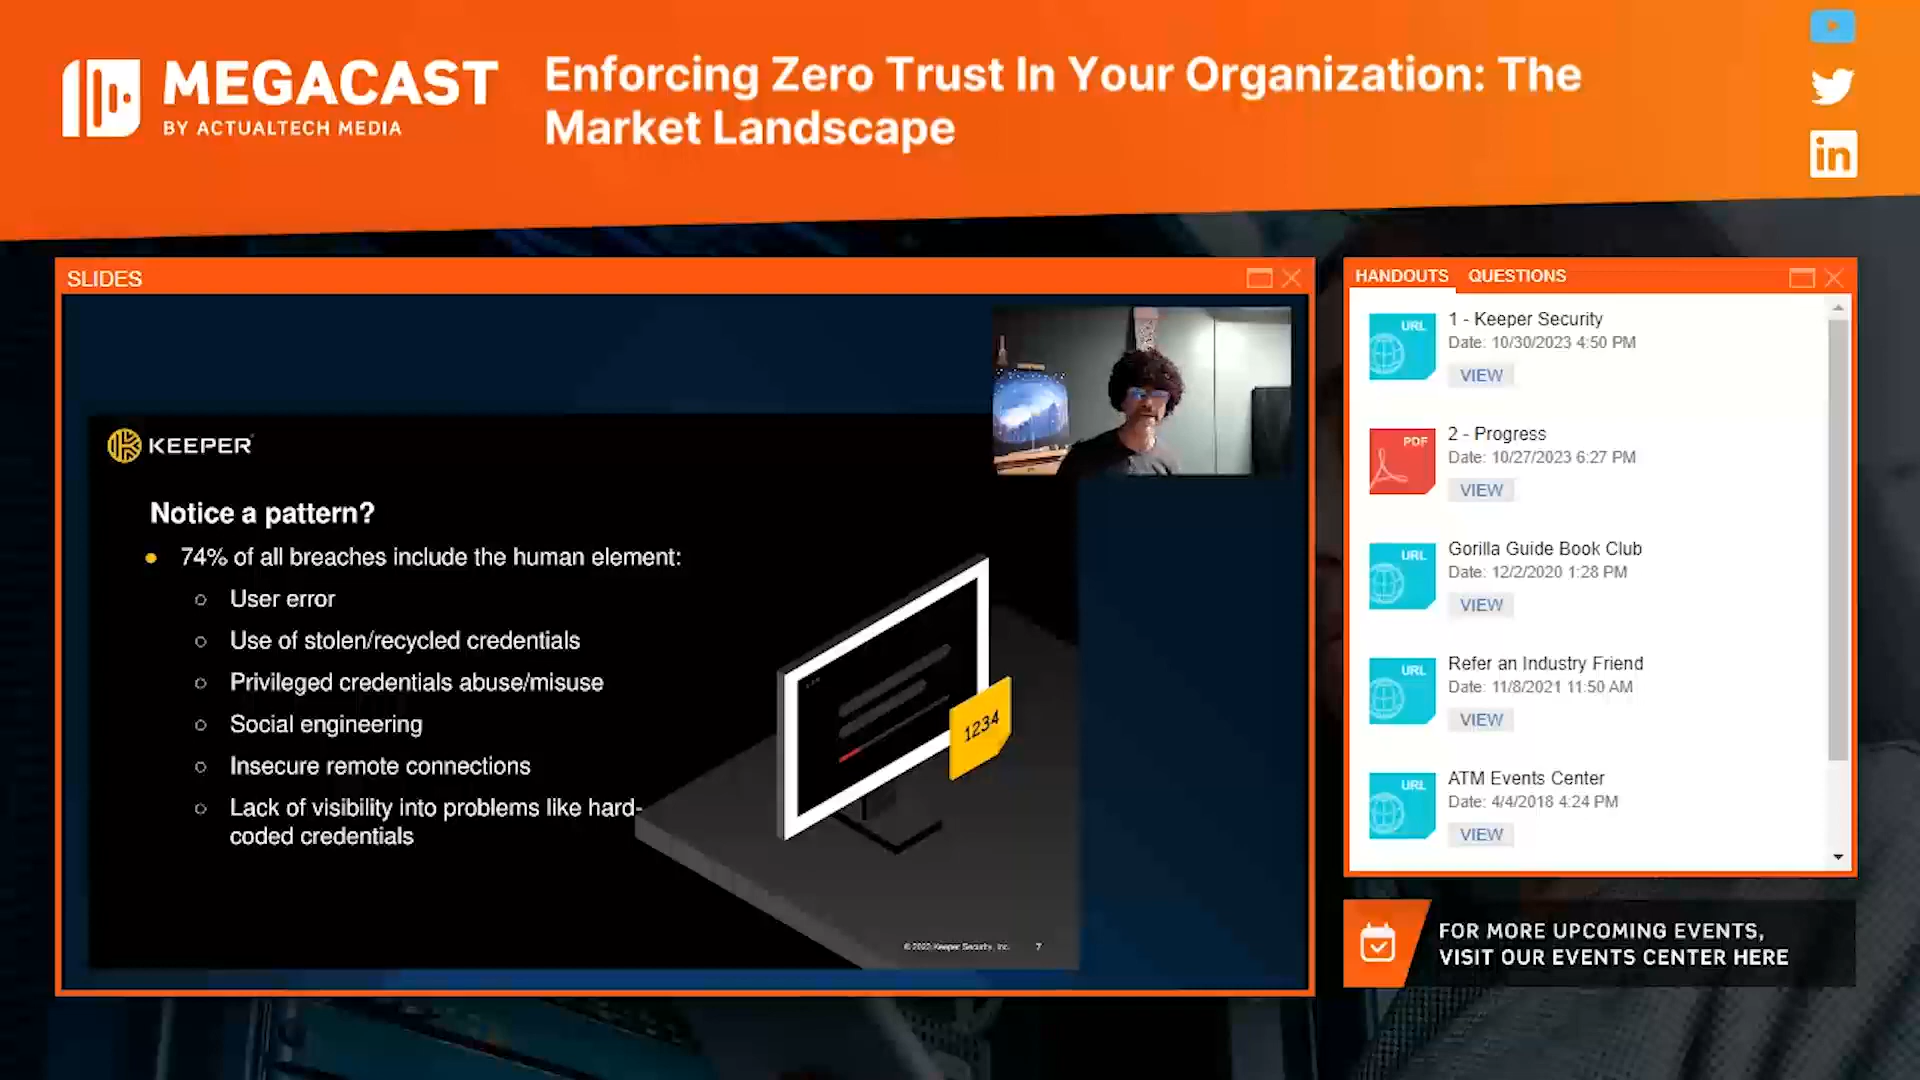 MEGACAST
BY ACTUALTECH MEDIA
Enforcing Zero Trust In Your Organization: The
Market Landscape
in
SLIDES
KEEPER
Notice a pattern?
74% of all breaches include the human element:
User error
Use of stolen/recycled credentials
Privileged credentials abuse/misuse
Social engineering
Insecure remote connections
Lack of visibility into problems like hard-
coded credentials
1234
© 2023 Keeper Security, Inc. 7
HANDOUTS QUESTIONS
URL
1 - Keeper Security
Date: 10/30/2023 4:50 PM
VIEW
PDF
2 - Progress
Date: 10/27/2023 6:27 PM
VIEW
URL
Gorilla Guide Book Club
Date: 12/2/2020 1:28 PM
VIEW
URL
Refer an Industry Friend
Date: 11/8/2021 11:50 AM
VIEW
URL
ATM Events Center
Date: 4/4/2018 4:24 PM
VIEW
FOR MORE UPCOMING EVENTS,
VISIT OUR EVENTS CENTER HERE